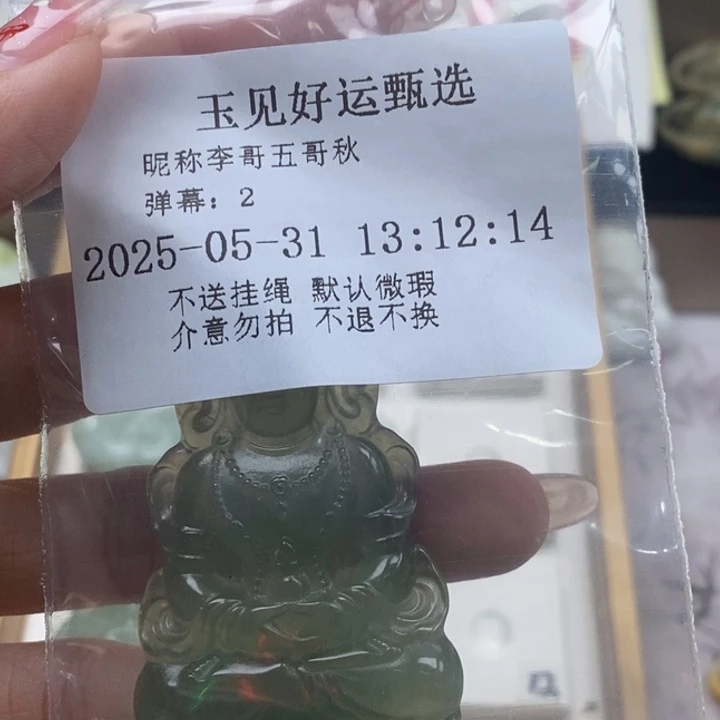 玉见好运甄选
昵称李哥五哥秋
弹幕：2
2025-05-31 13:12:14
不送挂绳 默认微瑕
介意勿拍 不退不换